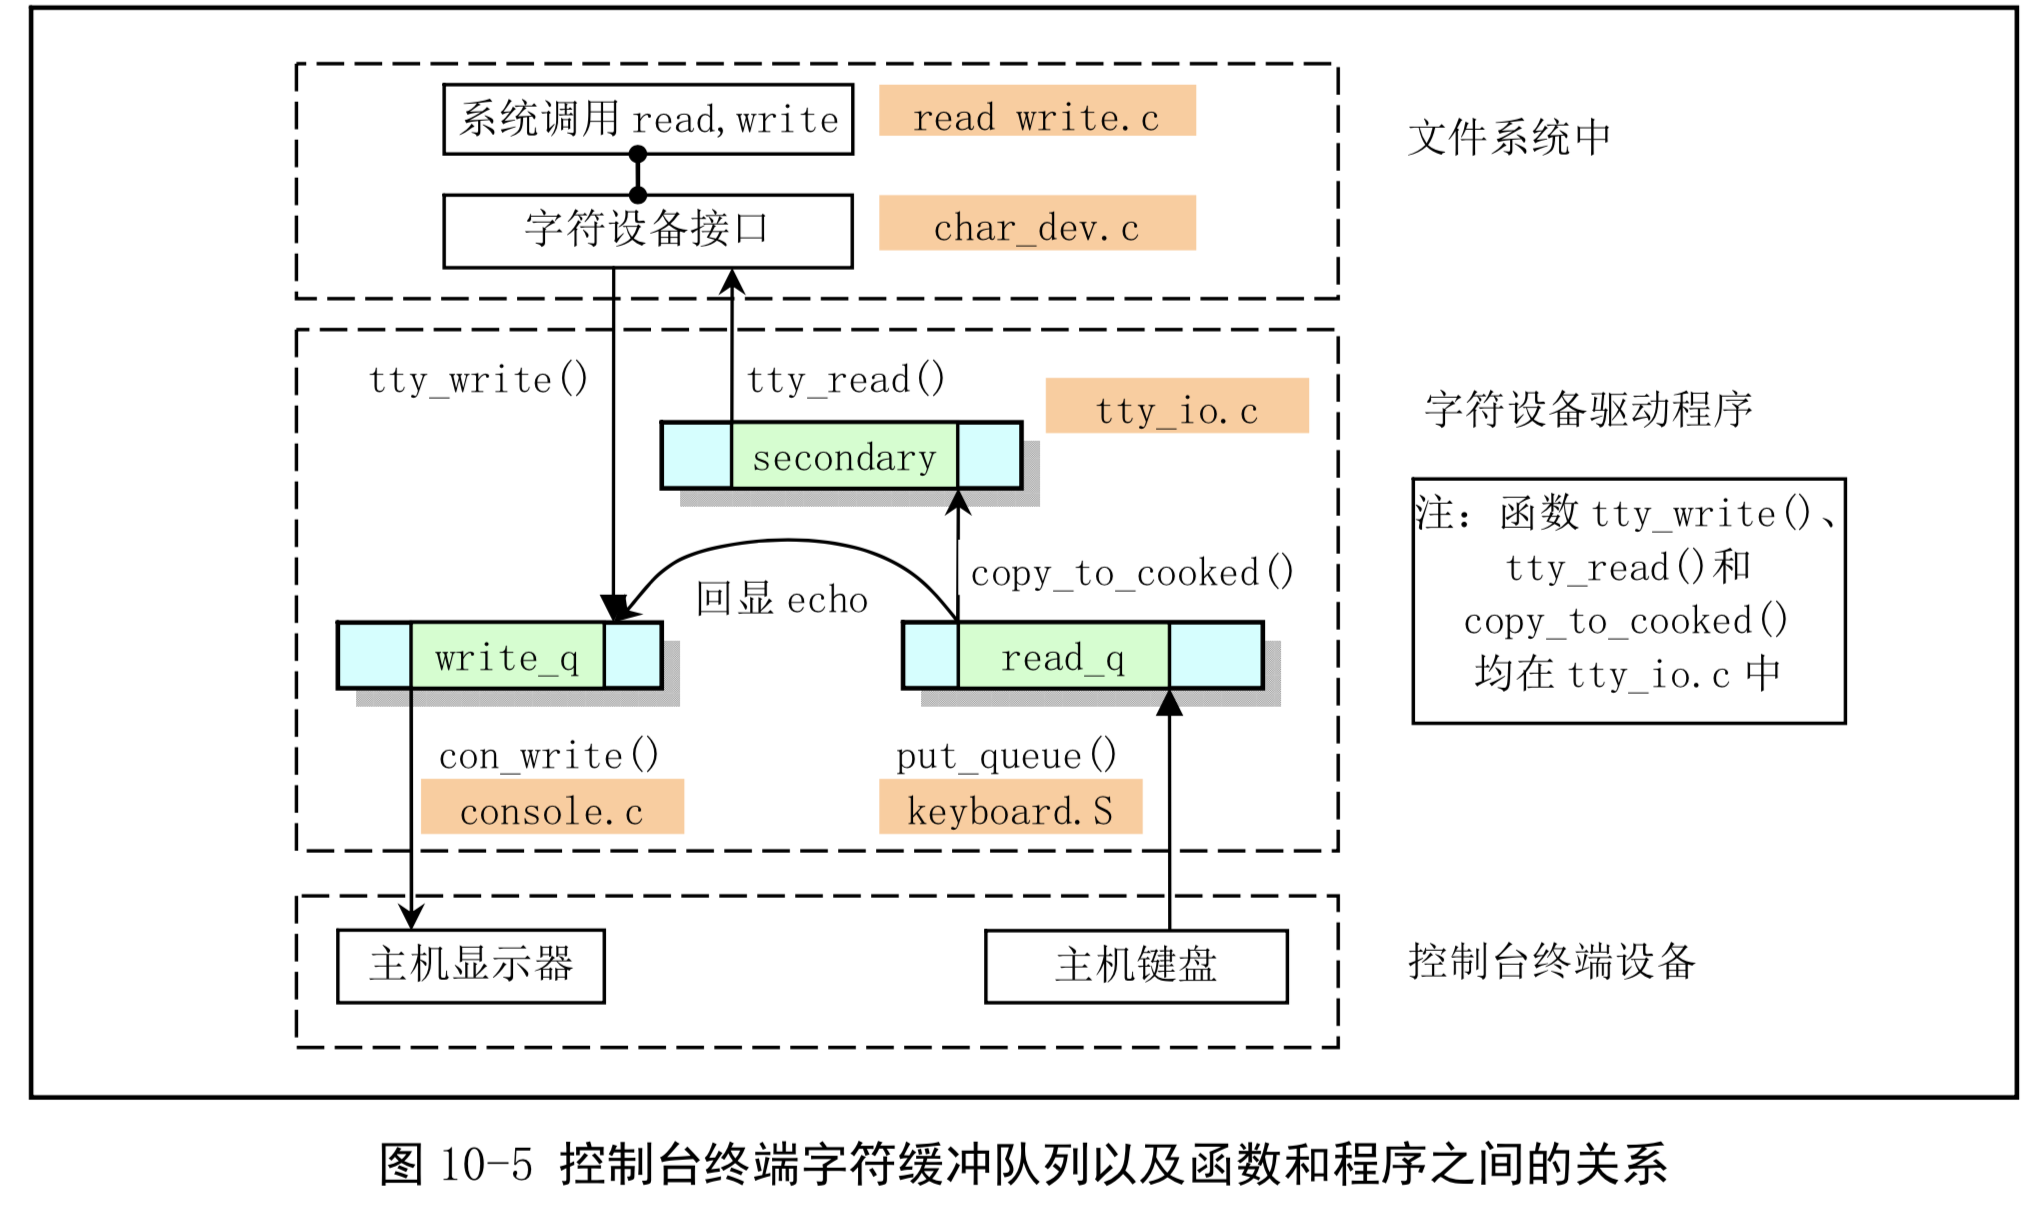 系统调用 read, write
read write.c
文件系统中
字符设备接口
char_dev.c
tty_write()
tty_read()
tty_io.c
字符设备驱动程序
secondary
注：函数 tty_write()、
tty_read()和
copy_to_cooked()
均在 tty_io.c 中
copy_to_cooked()
回显 echo
write_q
read_q
con_write()
put_queue()
console.c
keyboard.S
主机显示器
主机键盘
控制台终端设备
图 10-5 控制台终端字符缓冲队列以及函数和程序之间的关系